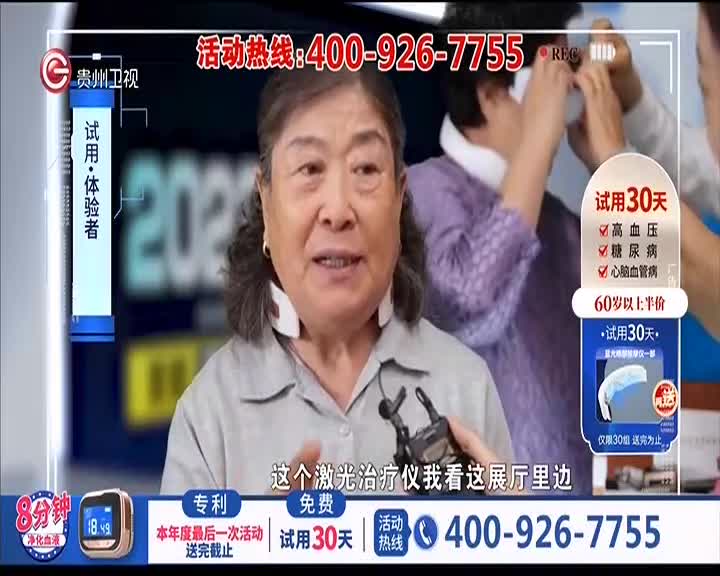 活动热线:400-926-7755
REC
贵州卫视
试用·体验者
202
试用30天
高血压
糖尿病
心脑血管病
60岁以上半价
·试用30天·
仅限30组 送完为止
这个激光治疗仪我看这展厅里边
8分钟
净化血液
18:49
专利
本年度最后一次活动
送完截止
免费
试用30天
活动
热线
400-926-7755